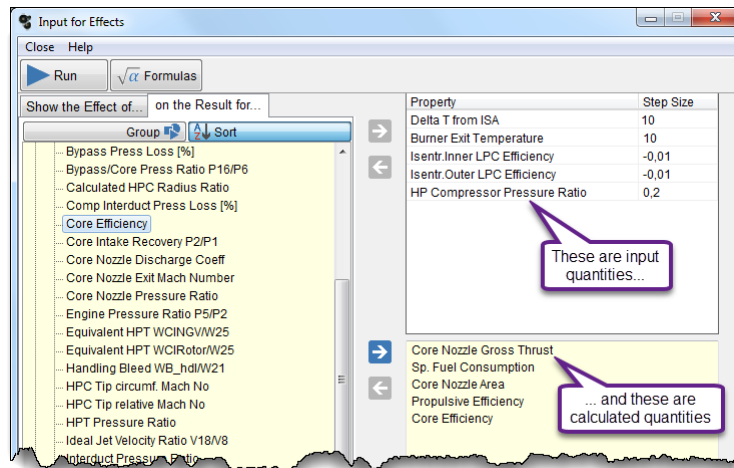 Input for Effects
Close Help
Run
√α Formulas
Show the Effect of...
on the Result for...
Group
Sort
Bypass Press Loss [%]
Bypass/Core Press Ratio P16/P6
Calculated HPC Radius Ratio
Comp Interduct Press Loss [%]
Core Efficiency
Core Intake Recovery P2/P1
Core Nozzle Discharge Coeff
Core Nozzle Exit Mach Number
Core Nozzle Pressure Ratio
Engine Pressure Ratio P5/P2
Equivalent HPT WCINGV/W25
Equivalent HPT WCIRotor/W25
Handling Bleed WB_hdl/W21
HPC Tip circumf. Mach No
HPC Tip relative Mach No
HPT Pressure Ratio
Ideal Jet Velocity Ratio V18/V8
Interduct Pressure Ratio
Property Step Size
Delta T from ISA 10
Burner Exit Temperature 10
Isentr.Inner LPC Efficiency -0,01
Isentr.Outer LPC Efficiency -0,01
HP Compressor Pressure Ratio 0,2
These are input
quantities...
Core Nozzle Gross Thrust
Sp. Fuel Consumption
Core Nozzle Area
Propulsive Efficiency
Core Efficiency
... and these are
calculated quantities